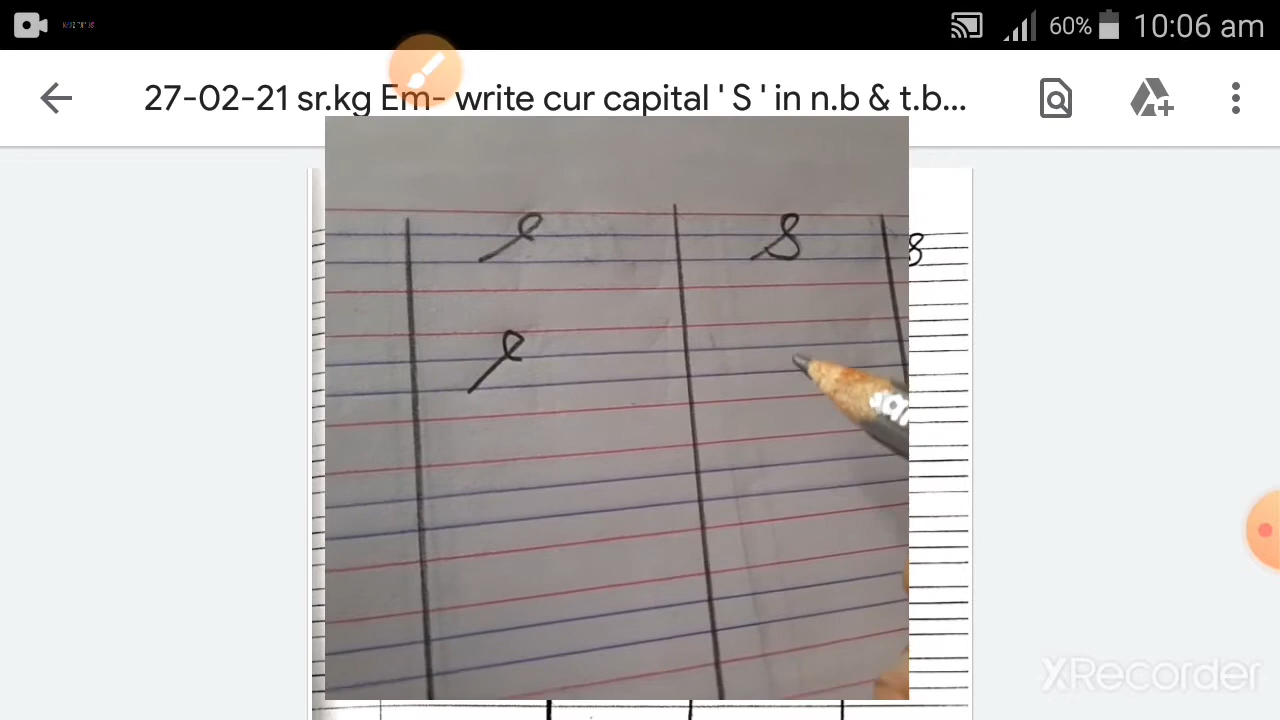 60% 10:06 am
27-02-21 sr.kg Em- write cur capital ' S ' in n.b & t.b...
S
XRecorder